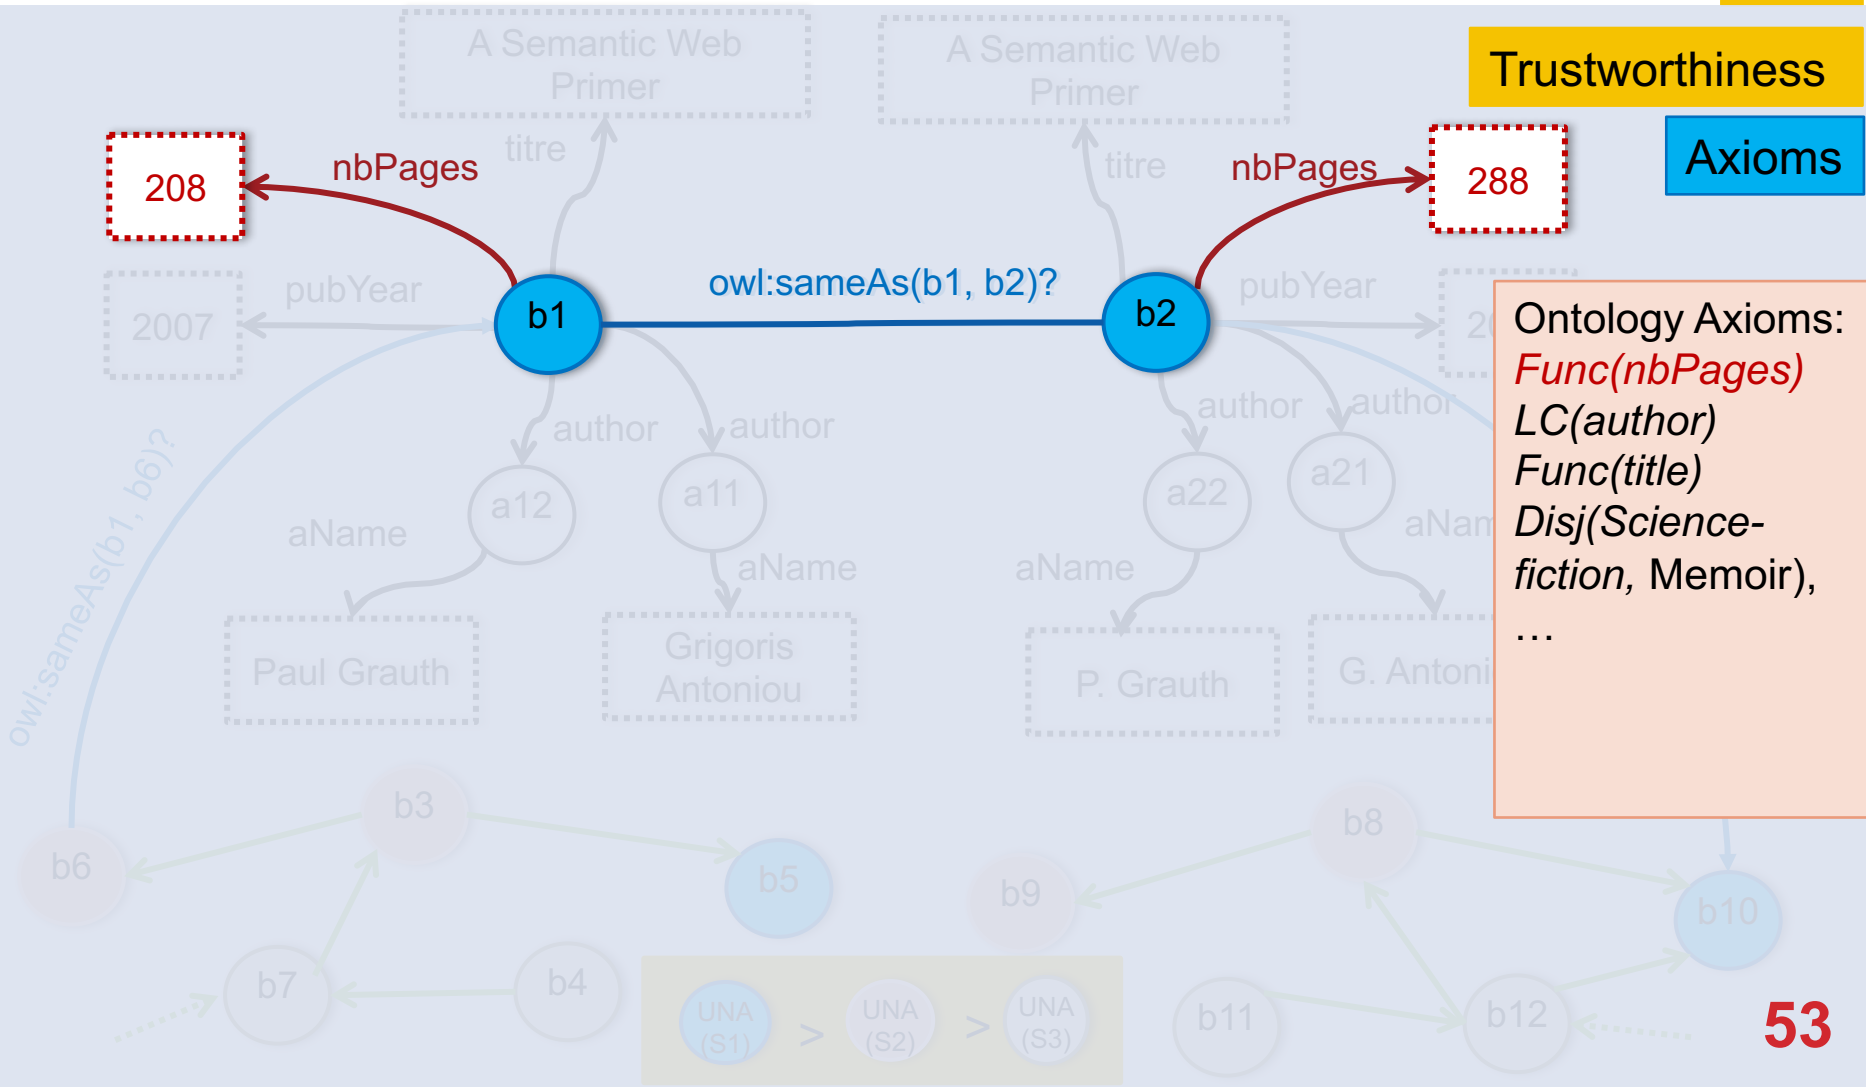 A Semantic Web
Primer
A Semantic Web
Primer
Trustworthiness
Axioms
titre
titre
nbPages
nbPages
208
288
owl:sameAs(b1, b2)?
pubYear
pubYear
2007
b1
b2
Ontology Axioms:
Func(nbPages)
LC(author)
Func(title)
Disj(Science-
fiction, Memoir),
…
author
author
author
author
owl:sameAs(b1, b6)?
a12
a11
a22
a21
aName
aName
aName
Paul Grauth
Grigoris
Antoniou
P. Grauth
b6
b3
b5
b7
b4
b8
b9
b10
b11
b12
UNA
(S1)
>
UNA
(S2)
>
UNA
(S3)
53